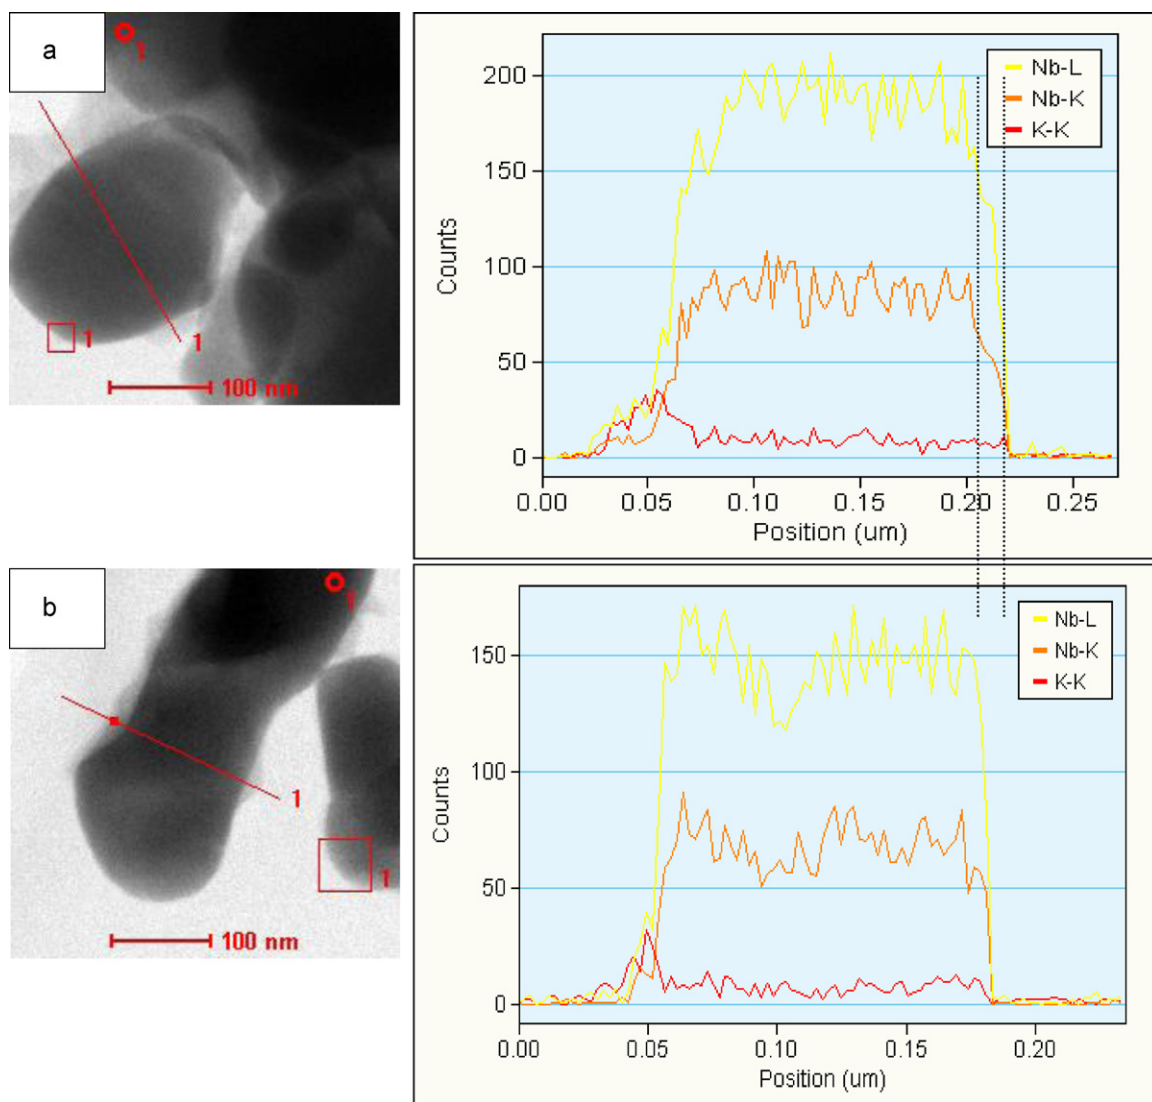 a
1
1
1
100 nm
Counts
200
150
100
50
0
Nb-L
Nb-K
K-K
0.00 0.05 0.10 0.15 0.20 0.25
Position (um)
b
1
1
1
100 nm
Counts
150
100
50
0
Nb-L
Nb-K
K-K
0.00 0.05 0.10 0.15 0.20
Position (um)